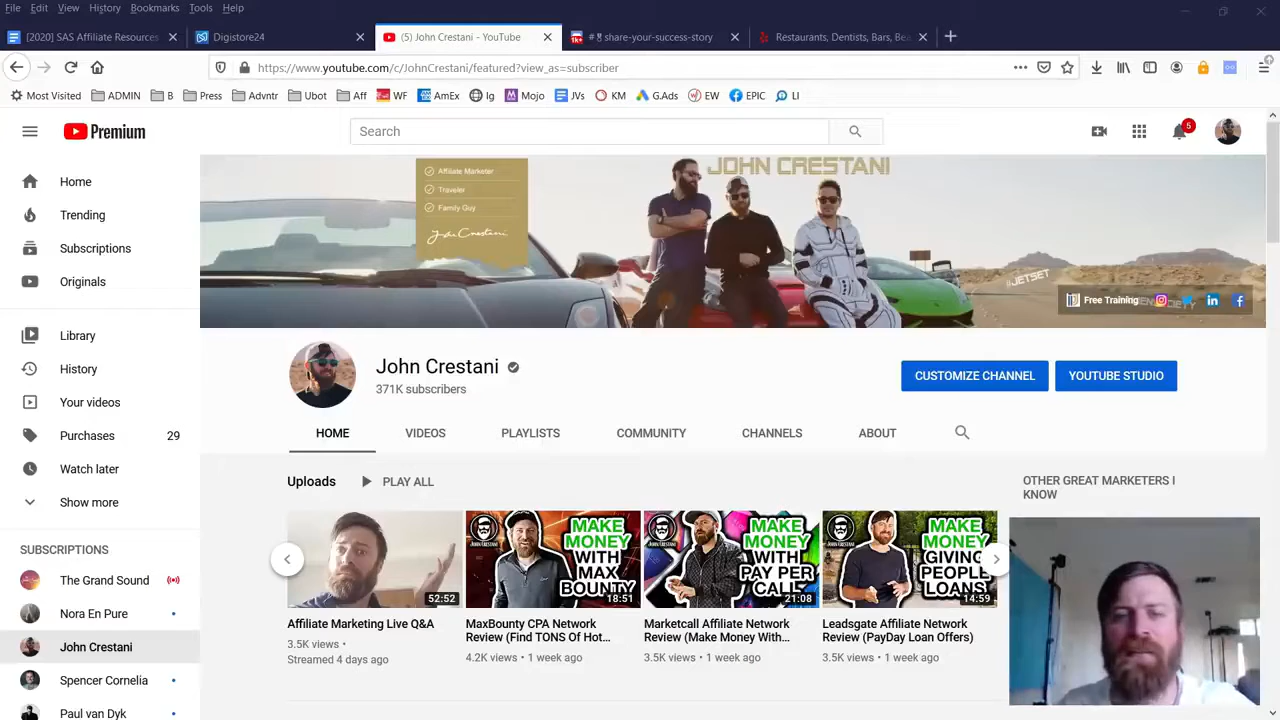 File Edit View History Bookmarks Tools Help
[2020] SAS Affiliate Resources
Digistore24
(5) John Crestani - YouTube
share-your-success-story
Restaurants, Dentists, Bars, Bea
https://www.youtube.com/c/JohnCrestani/featured?view_as=subscriber
Most Visited ADMIN B Press Advntr Ubot Aff WF AmEx Ig Mojo JVs KM G.Ads EW EPIC LI
Premium
Search
5
Home
Trending
Subscriptions
Originals
Library
History
Your videos
Purchases 29
Watch later
Show more
SUBSCRIPTIONS
The Grand Sound
Nora En Pure
John Crestani
Spencer Cornelia
Paul van Dyk
Affiliate Marketer
Traveler
Family Guy
John Crestani
JOHN CRESTANI
#JETSET
Free Training
John Crestani
371K subscribers
CUSTOMIZE CHANNEL
YOUTUBE STUDIO
HOME VIDEOS PLAYLISTS COMMUNITY CHANNELS ABOUT
Uploads PLAY ALL
52:52
Affiliate Marketing Live Q&A
3.5K views •
Streamed 4 days ago
JOHN CRESTANI
MAKE
MONEY
WITH
MAX
BOUNTY
18:51
MaxBounty CPA Network
Review (Find TONS Of Hot...
4.2K views • 1 week ago
JOHN CRESTANI
MAKE
MONEY
WITH
PAY PER
CALL
21:08
Marketcall Affiliate Network
Review (Make Money With...
3.5K views • 1 week ago
JOHN CRESTANI
MAKE
MONEY
GIVING
PEOPLE
LOANS
14:59
Leadsgate Affiliate Network
Review (PayDay Loan Offers)
3.5K views • 1 week ago
OTHER GREAT MARKETERS I
KNOW